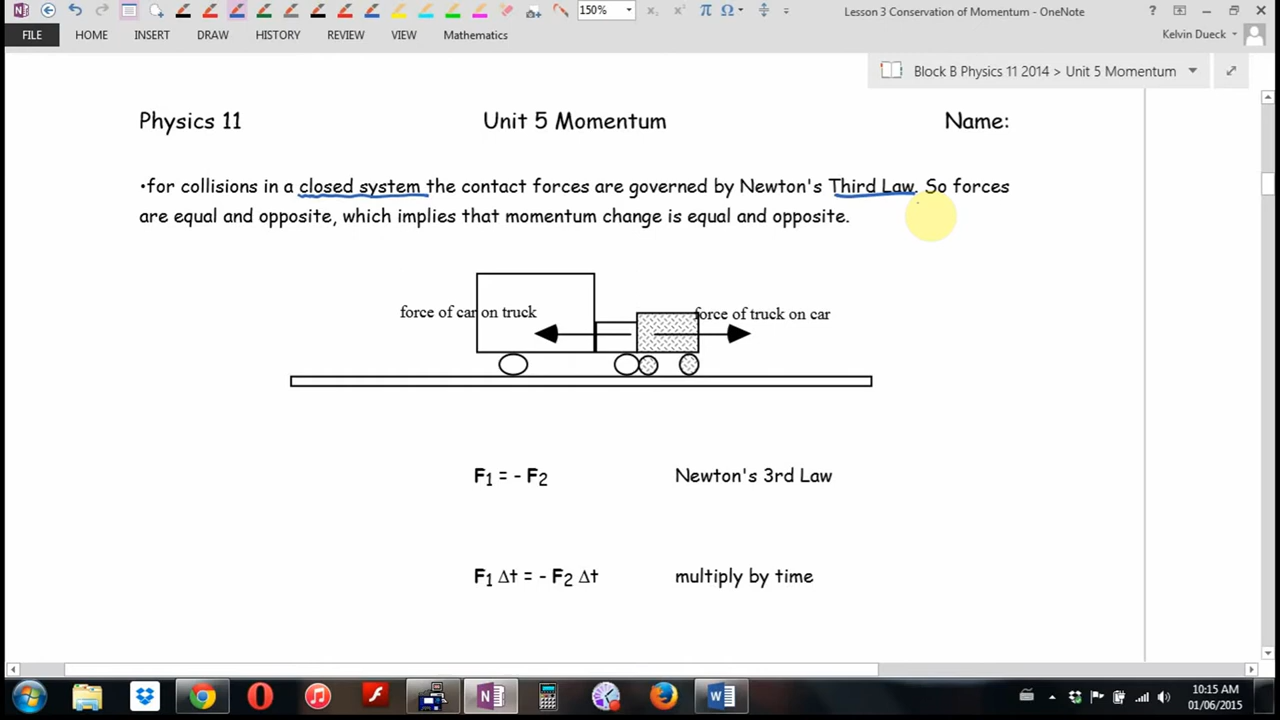 150%
π Ω
Lesson 3 Conservation of Momentum - OneNote
?
FILE HOME INSERT DRAW HISTORY REVIEW VIEW Mathematics
Kelvin Dueck
Block B Physics 11 2014 > Unit 5 Momentum
Physics 11 Unit 5 Momentum Name:
•for collisions in a closed system the contact forces are governed by Newton's Third Law. So forces
are equal and opposite, which implies that momentum change is equal and opposite.
force of car on truck force of truck on car
F1 = - F2 Newton's 3rd Law
F1 Δt = - F2 Δt multiply by time
10:15 AM
01/06/2015